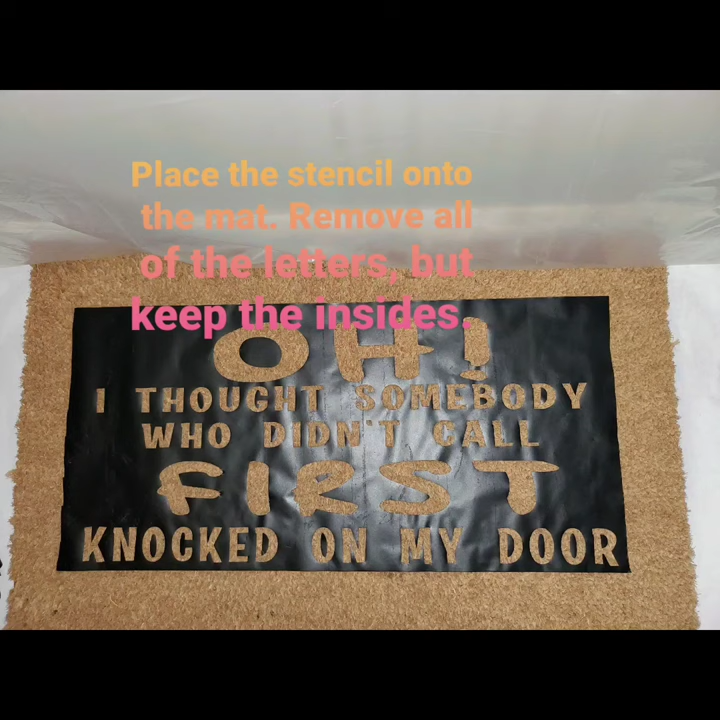 Place the stencil onto
the mat. Remove all
of the letters, but
keep the insides.
OH!
I THOUGHT SOMEBODY
WHO DIDN'T CALL
FIRST
KNOCKED ON MY DOOR